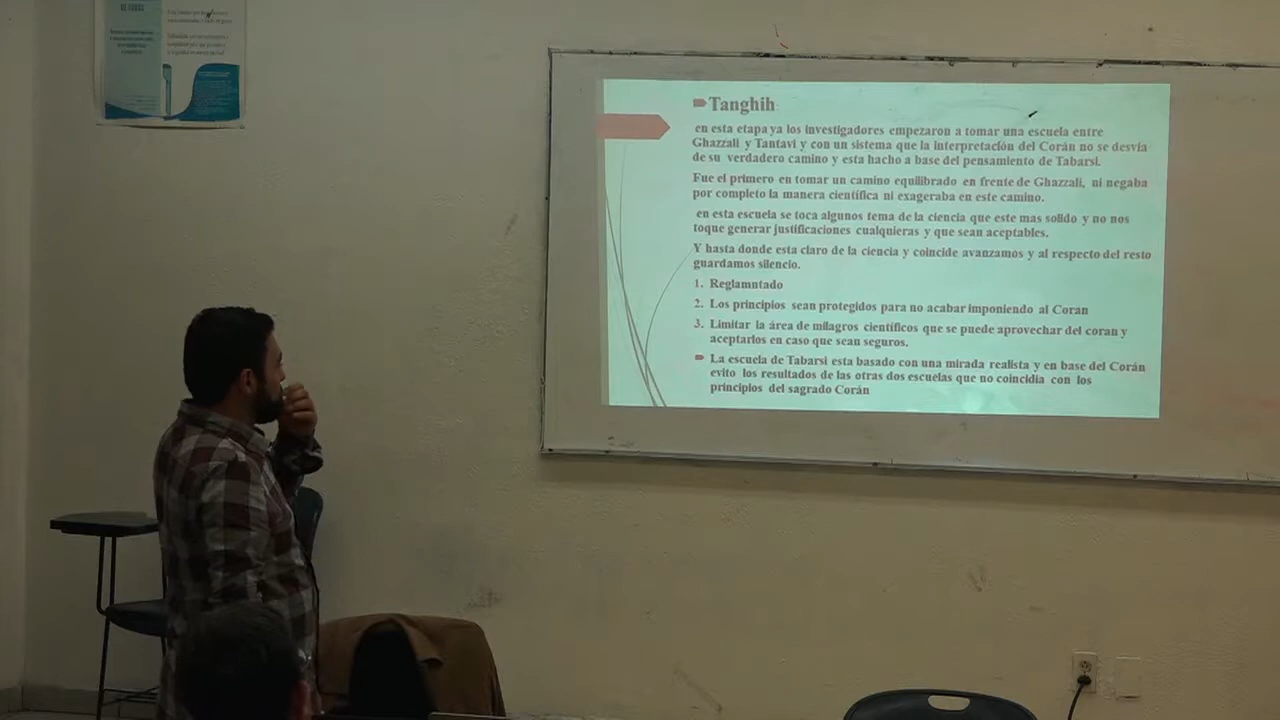 DE TODOS
Tanghih
en esta etapa ya los investigadores empezaron a tomar una escuela entre
Ghazzali y Tantavi y con un sistema que la interpretación del Corán no se desvía
de su verdadero camino y esta hacho a base del pensamiento de Tabarsi.
Fue el primero en tomar un camino equilibrado en frente de Ghazzali, ni negaba
por completo la manera científica ni exageraba en este camino.
en esta escuela se toca algunos tema de la ciencia que este mas solido y no nos
toque generar justificaciones cualquieras y que sean aceptables.
Y hasta donde esta claro de la ciencia y coincide avanzamos y al respecto del resto
guardamos silencio.
1. Reglamutado
2. Los principios sean protegidos para no acabar imponiendo al Coran
3. Limitar la área de milagros científicos que se puede aprovechar del coran y
aceptarlos en caso que sean seguros.
La escuela de Tabarsi esta basado con una mirada realista y en base del Corán
evito los resultados de las otras dos escuelas que no coincidia con los
principios del sagrado Corán